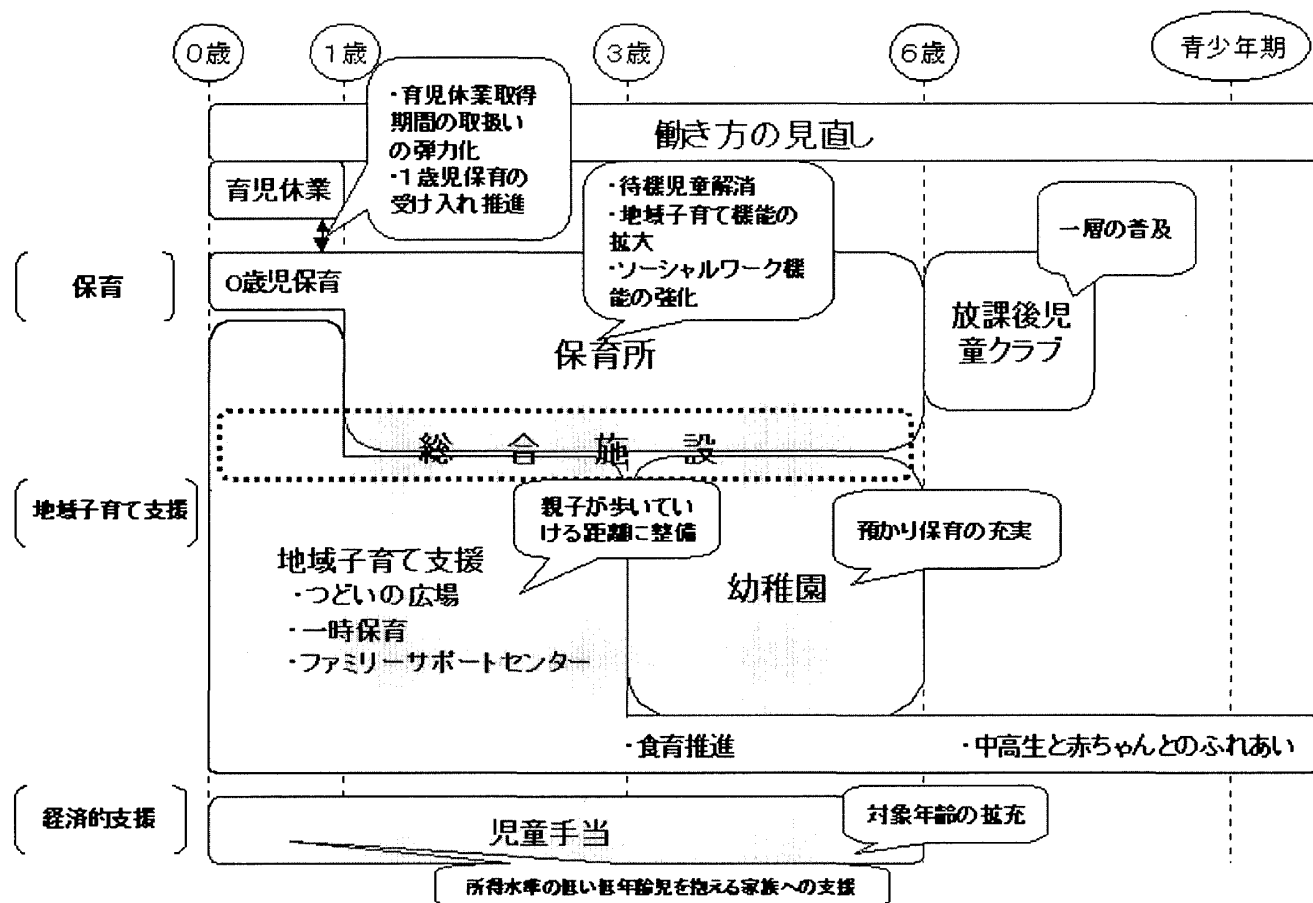 0歳
1歳
3歳
6歳
青少年期
・育児休業取得
期間の取扱い
の弾力化
・1歳児保育の
受け入れ推進
働き方の見直し
育児休業
・待機児童解消
・地域子育て機能の
拡大
・ソーシャルワーク機
能の強化
一層の普及
保育
0歳児保育
保育所
放課後児
童クラブ
総合施設
地域子育て支援
親子が歩いてい
ける距離に整備
預かり保育の充実
地域子育て支援
・つどいの広場
・一時保育
・ファミリーサポートセンター
幼稚園
・食育推進
・中高生と赤ちゃんとのふれあい
経済的支援
児童手当
対象年齢の拡充
所得水準の低い低年齢児を抱える家族への支援